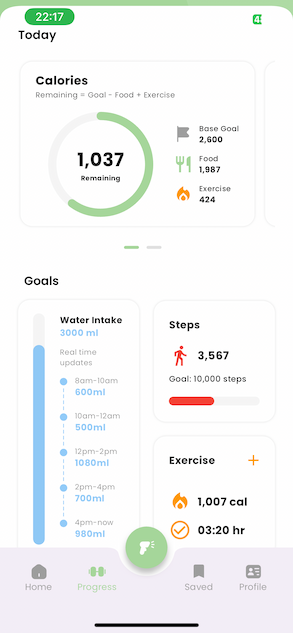 22:17
Today
Calories
Remaining = Goal - Food + Exercise
1,037
Remaining
Base Goal
2,600
Food
1,987
Exercise
424
Goals
Water Intake
3000 ml
Real time
updates
8am-10am
600ml
10am-12am
500ml
12pm-2pm
1080ml
2pm-4pm
700ml
4pm-now
980ml
Steps
3,567
Goal: 10,000 steps
Exercise
1,007 cal
03:20 hr
Home
Progress
Saved
Profile